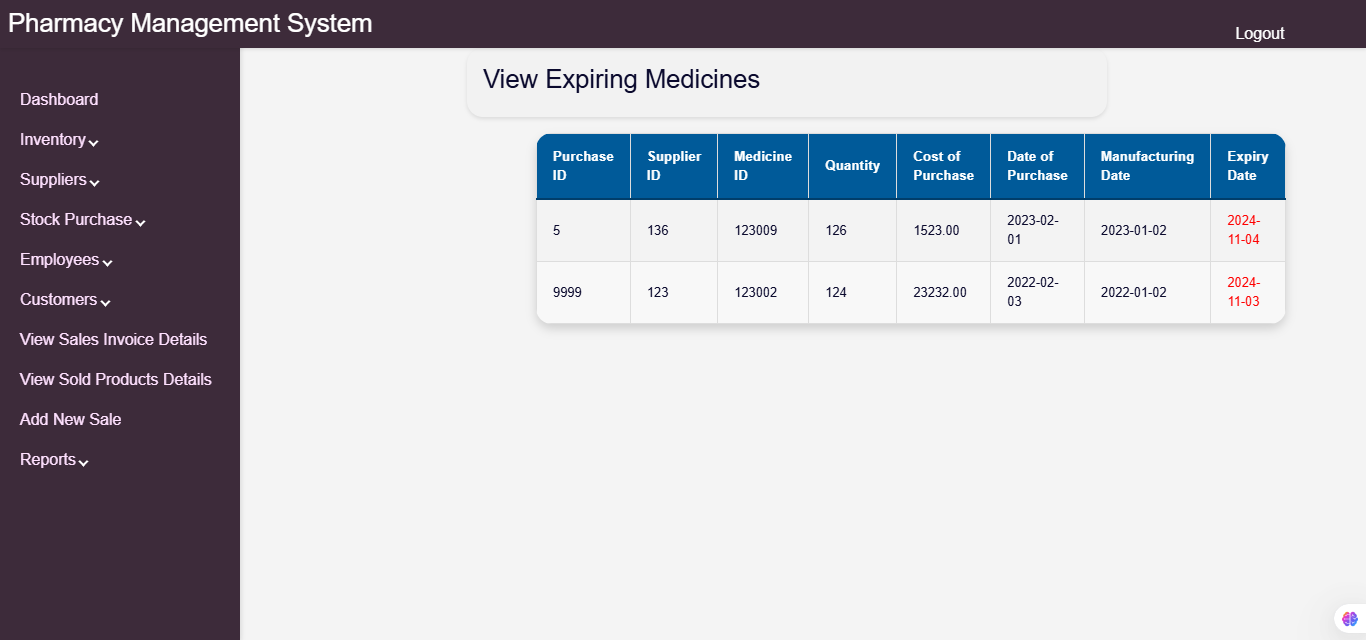 Pharmacy Management System
Logout
Dashboard
Inventory
Suppliers
Stock Purchase
Employees
Customers
View Sales Invoice Details
View Sold Products Details
Add New Sale
Reports
View Expiring Medicines
Purchase ID Supplier ID Medicine ID Quantity Cost of Purchase Date of Purchase Manufacturing Date Expiry Date
5 136 123009 126 1523.00 2023-02-01 2023-01-02 2024-11-04
9999 123 123002 124 23232.00 2022-02-03 2022-01-02 2024-11-03